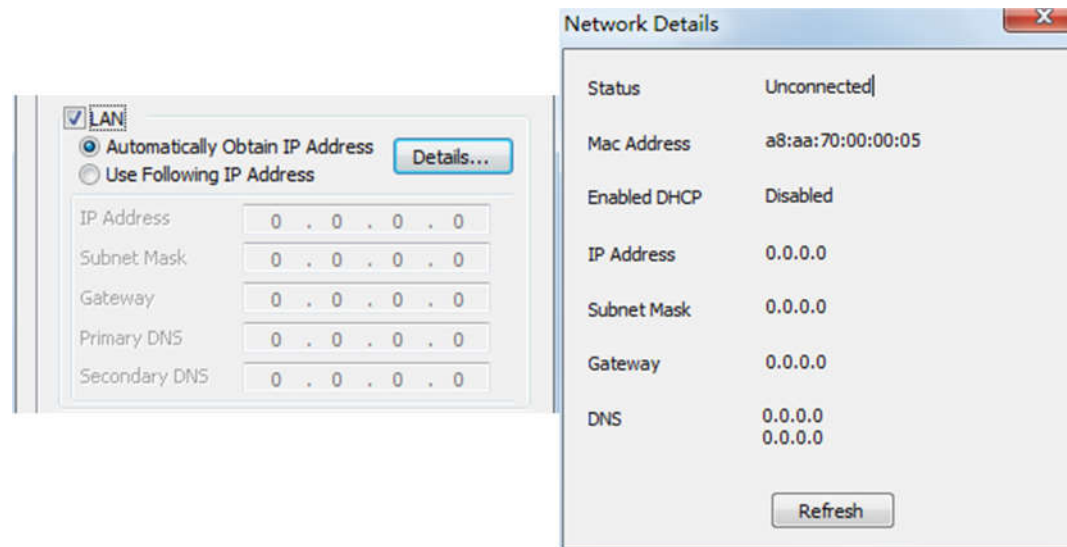 LAN
Automatically Obtain IP Address
Details...
Use Following IP Address
IP Address 0 . 0 . 0 . 0
Subnet Mask 0 . 0 . 0 . 0
Gateway 0 . 0 . 0 . 0
Primary DNS 0 . 0 . 0 . 0
Secondary DNS 0 . 0 . 0 . 0
Network Details
Status Unconnected
Mac Address a8:aa:70:00:00:05
Enabled DHCP Disabled
IP Address 0.0.0.0
Subnet Mask 0.0.0.0
Gateway 0.0.0.0
DNS 0.0.0.0
0.0.0.0
Refresh